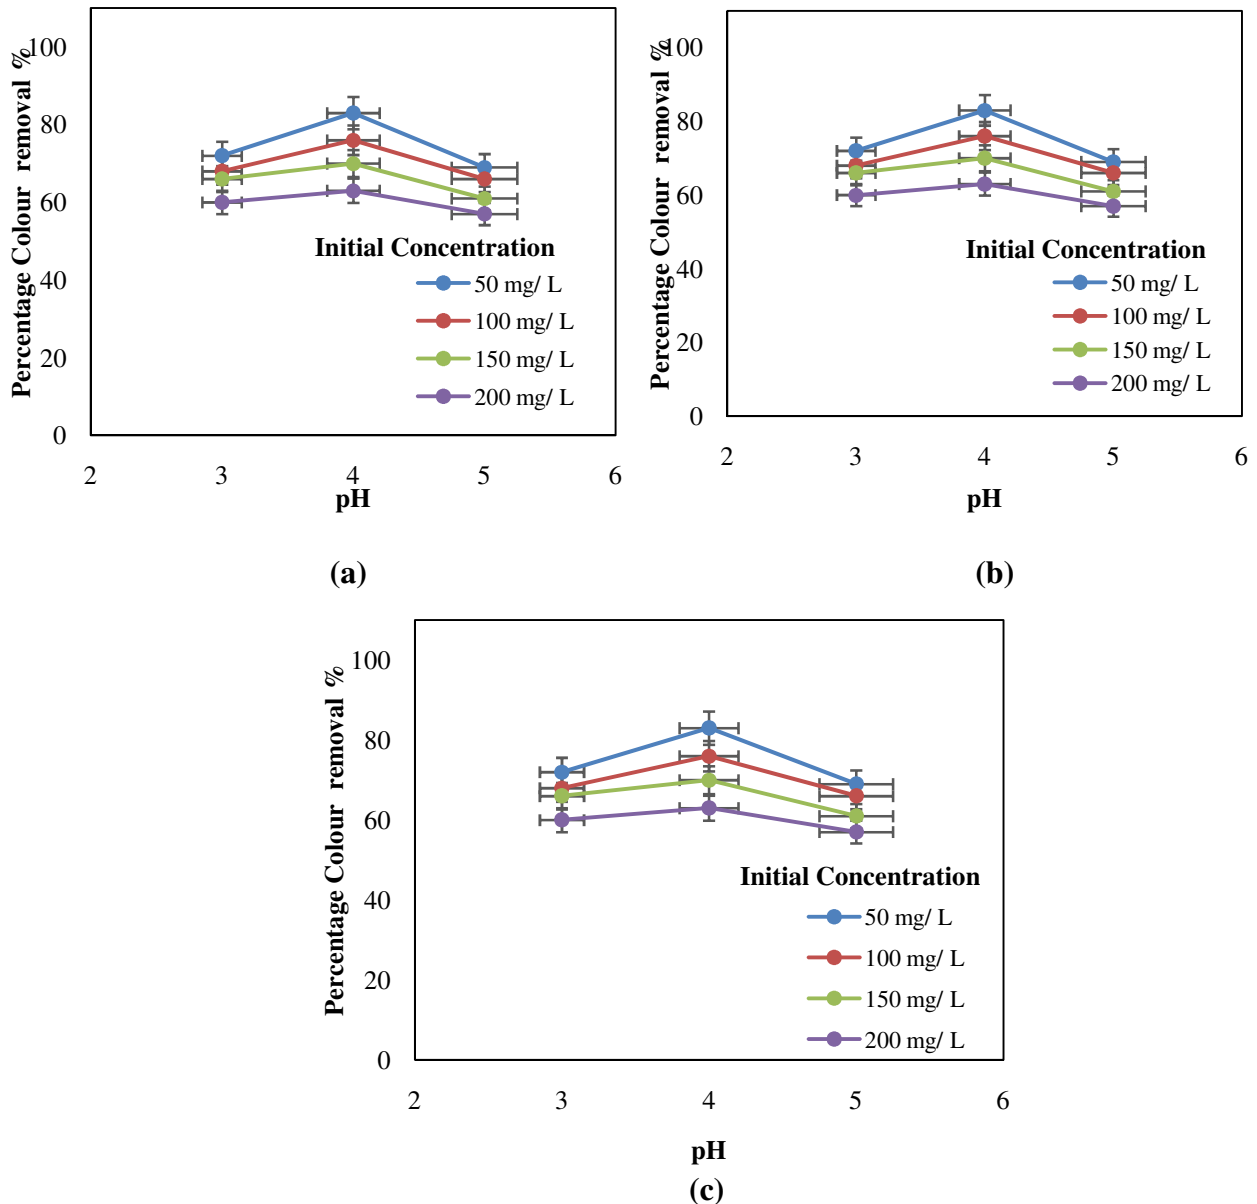 Percentage Colour removal %
100
80
60
40
20
0
Initial Concentration
50 mg/ L
100 mg/ L
150 mg/ L
200 mg/ L
2 3 4 5 6
pH
(a)
Percentage Colour removal %
100
80
60
40
20
0
Initial Concentration
50 mg/ L
100 mg/ L
150 mg/ L
200 mg/ L
2 3 4 5 6
pH
(b)
Percentage Colour removal %
100
80
60
40
20
0
Initial Concentration
50 mg/ L
100 mg/ L
150 mg/ L
200 mg/ L
2 3 4 5 6
pH
(c)